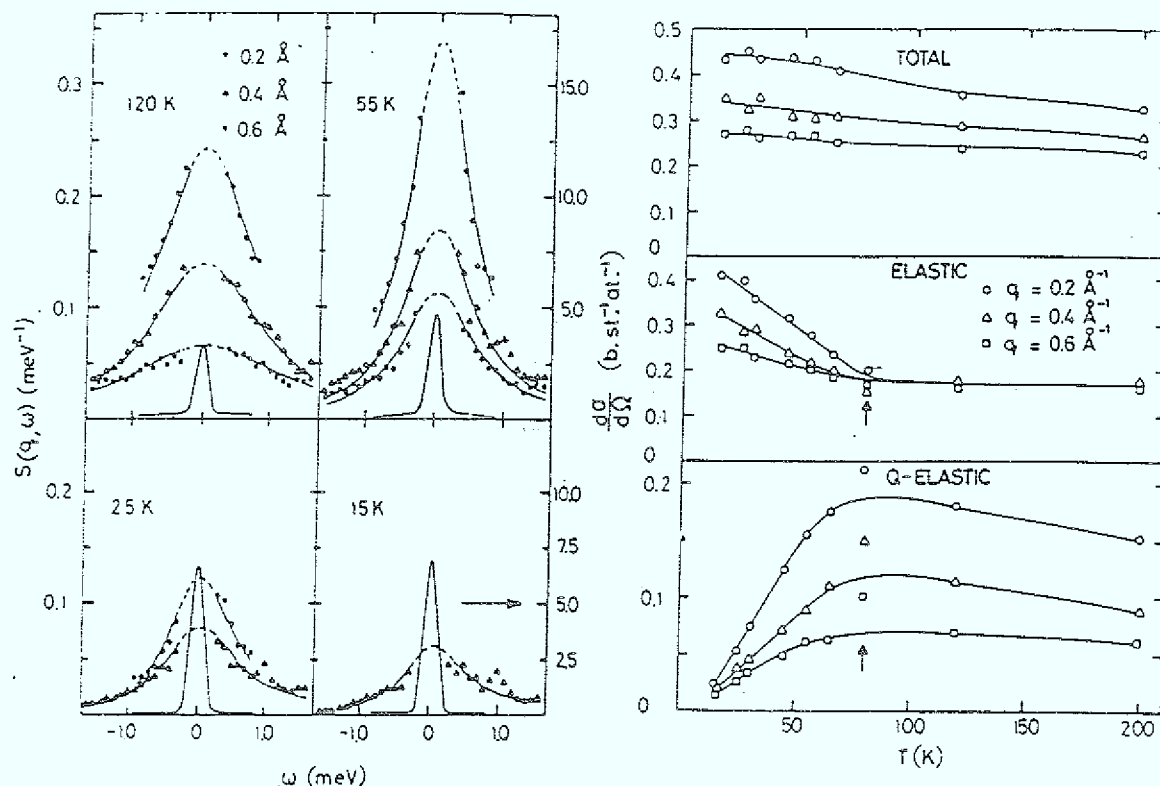 120 K
• 0.2 Å
▴ 0.4 Å
▪ 0.6 Å
55 K
25 K
15 K
0.3
0.2
0.1
0.2
0.1
15.0
10.0
5.0
10.0
7.5
5.0
2.5
-1.0 0 1.0
-1.0 0 1.0
S(q,ω) (meV⁻¹)
ω (meV)
TOTAL
0.5
0.4
0.3
0.2
0.1
0
ELASTIC
○ q = 0.2 Å⁻¹
△ q = 0.4 Å⁻¹
□ q = 0.6 Å⁻¹
0.4
0.3
0.2
0.1
0
Q-ELASTIC
0.2
0.1
0
50 100 150 200
dσ/dΩ (b. st⁻¹ at⁻¹)
T (K)